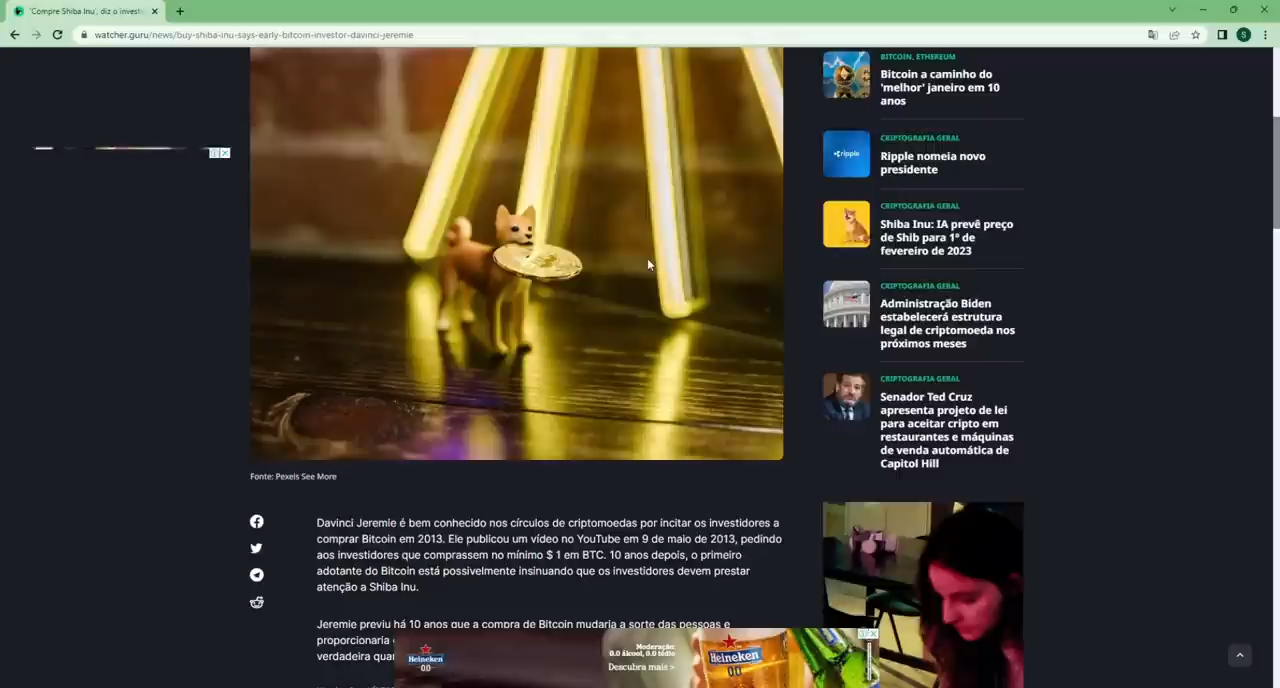 'Compre Shiba Inu', diz o invest
watcher.guru/news/buy-shiba-inu-says-early-bitcoin-investor-davinci-jeremie
S
BITCOIN, ETHEREUM
Bitcoin a caminho do
'melhor' janeiro em 10
anos
CRIPTOGRAFIA GERAL
ripple
Ripple nomeia novo
presidente
CRIPTOGRAFIA GERAL
Shiba Inu: IA prevê preço
de Shib para 1º de
fevereiro de 2023
CRIPTOGRAFIA GERAL
Administração Biden
estabelecerá estrutura
legal de criptomoeda nos
próximos meses
CRIPTOGRAFIA GERAL
Senador Ted Cruz
apresenta projeto de lei
para aceitar cripto em
restaurantes e máquinas
de venda automática de
Capitol Hill
Fonte: Pexels See More
Davinci Jeremie é bem conhecido nos círculos de criptomoedas por incitar os investidores a
comprar Bitcoin em 2013. Ele publicou um vídeo no YouTube em 9 de maio de 2013, pedindo
aos investidores que comprassem no mínimo $ 1 em BTC. 10 anos depois, o primeiro
adotante do Bitcoin está possivelmente insinuando que os investidores devem prestar
atenção a Shiba Inu.
Jeremie previu há 10 anos que a compra de Bitcoin mudaria a sorte das pessoas e
proporcionaria
verdadeira
Heineken
0.0
Moderação:
0.0 álcool, 0.0 tédio
Descubra mais >
Heineken
0.0